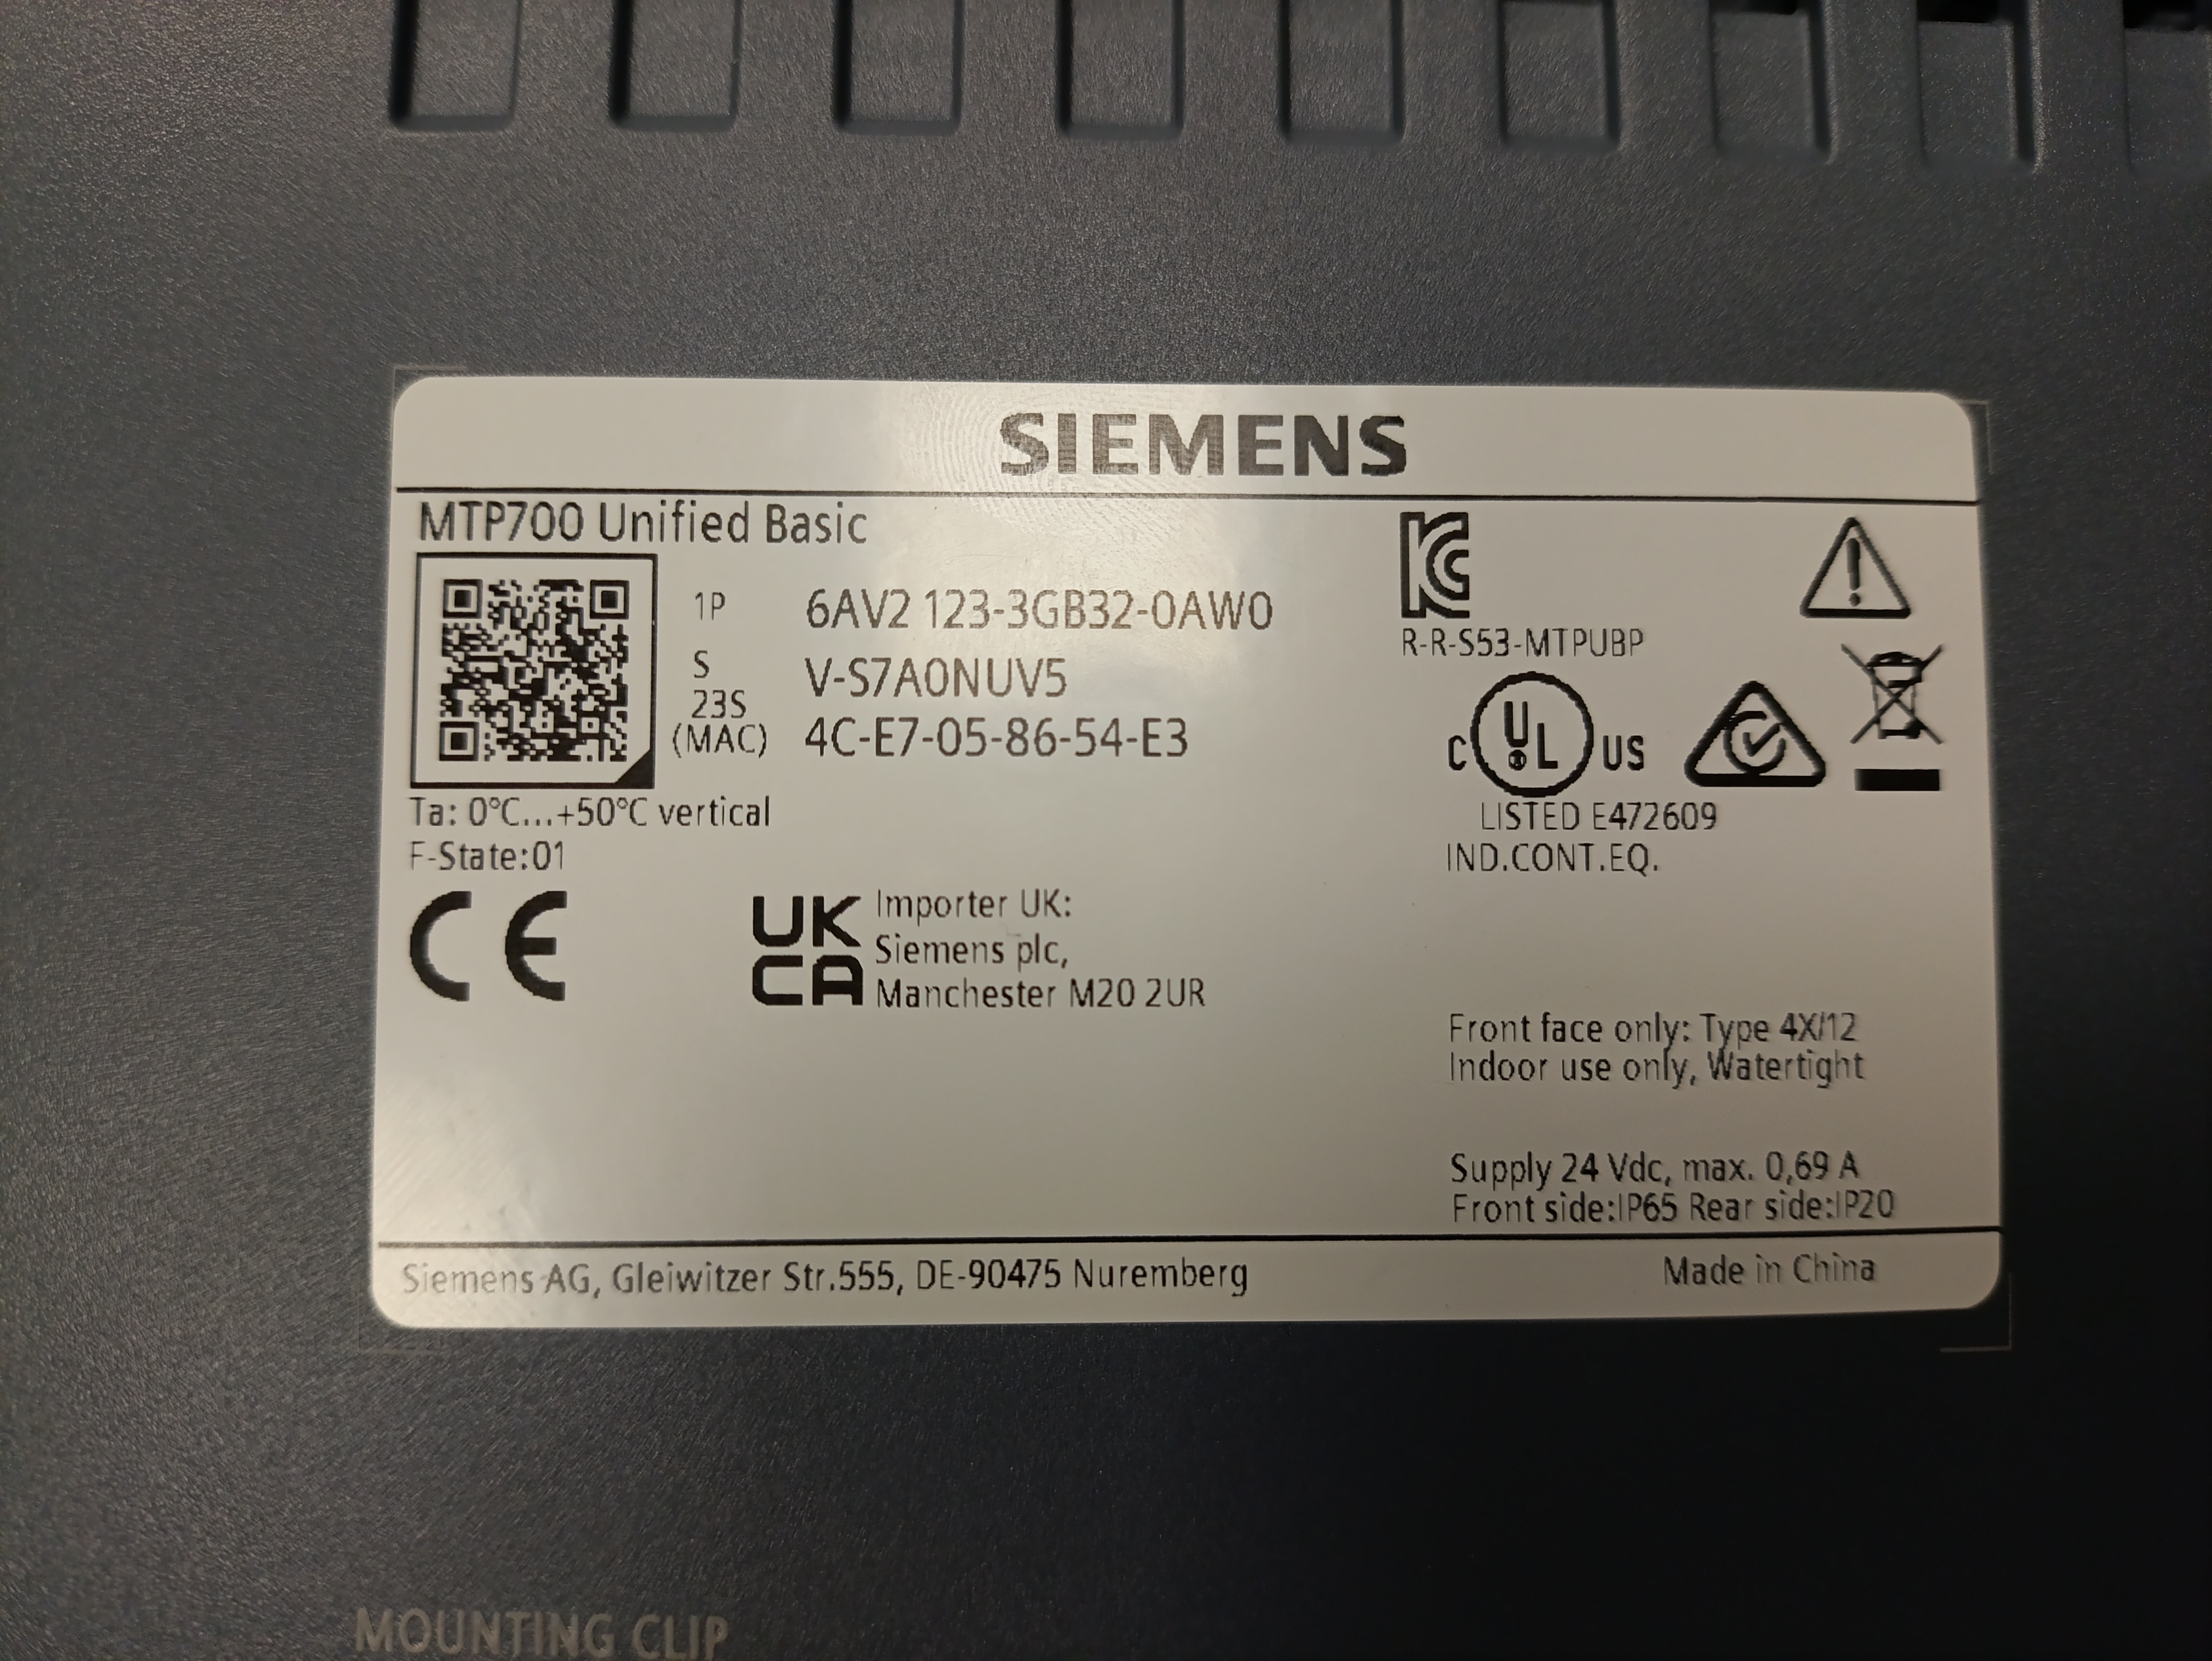 SIEMENS
MTP700 Unified Basic
1P 6AV2 123-3GB32-0AW0
S V-S7A0NUV5
23S
(MAC) 4C-E7-05-86-54-E3
Ta: 0°C...+50°C vertical
F-State:01
CE
UK
CA
Importer UK:
Siemens plc,
Manchester M20 2UR
R-R-S53-MTPUBP
C UL US
LISTED E472609
IND.CONT.EQ.
Front face only: Type 4X/12
Indoor use only, Watertight
Supply 24 Vdc, max. 0,69 A
Front side:IP65 Rear side:IP20
Siemens AG, Gleiwitzer Str.555, DE-90475 Nuremberg
Made in China
MOUNTING CLIP